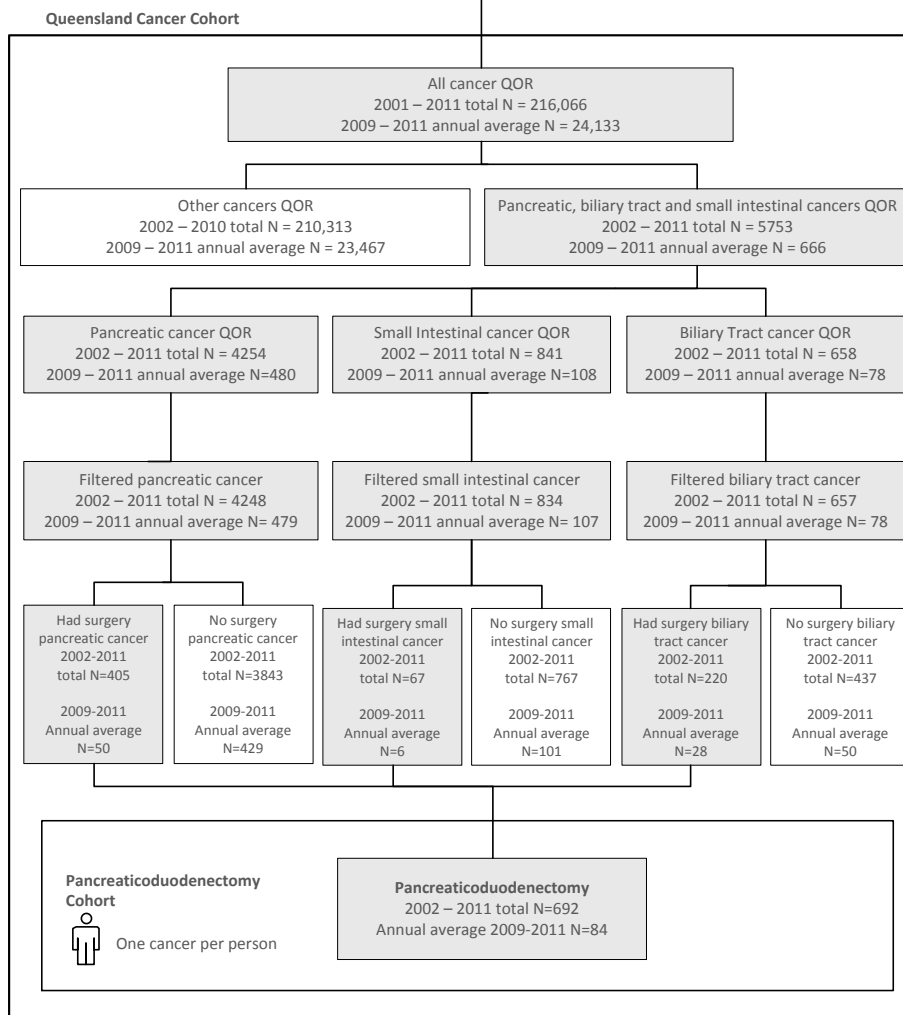 Queensland Cancer Cohort
All cancer QOR
2001 – 2011 total N = 216,066
2009 – 2011 annual average N = 24,133
Other cancers QOR
2002 – 2010 total N = 210,313
2009 – 2011 annual average N = 23,467
Pancreatic, biliary tract and small intestinal cancers QOR
2002 – 2011 total N = 5753
2009 – 2011 annual average N = 666
Pancreatic cancer QOR
2002 – 2011 total N = 4254
2009 – 2011 annual average N=480
Small Intestinal cancer QOR
2002 – 2011 total N = 841
2009 – 2011 annual average N=108
Biliary Tract cancer QOR
2002 – 2011 total N = 658
2009 – 2011 annual average N=78
Filtered pancreatic cancer
2002 – 2011 total N = 4248
2009 – 2011 annual average N= 479
Filtered small intestinal cancer
2002 – 2011 total N = 834
2009 – 2011 annual average N= 107
Filtered biliary tract cancer
2002 – 2011 total N = 657
2009 – 2011 annual average N= 78
Had surgery
pancreatic cancer
2002-2011
total N=405
2009-2011
Annual average
N=50
No surgery
pancreatic cancer
2002-2011
total N=3843
2009-2011
Annual average
N=429
Had surgery small
intestinal cancer
2002-2011
total N=67
2009-2011
Annual average
N=6
No surgery small
intestinal cancer
2002-2011
total N=767
2009-2011
Annual average
N=101
Had surgery biliary
tract cancer
2002-2011
total N=220
2009-2011
Annual average
N=28
No surgery biliary
tract cancer
2002-2011
total N=437
2009-2011
Annual average
N=50
Pancreaticoduodenectomy
Cohort
One cancer per person
Pancreaticoduodenectomy
2002 – 2011 total N=692
Annual average 2009-2011 N=84